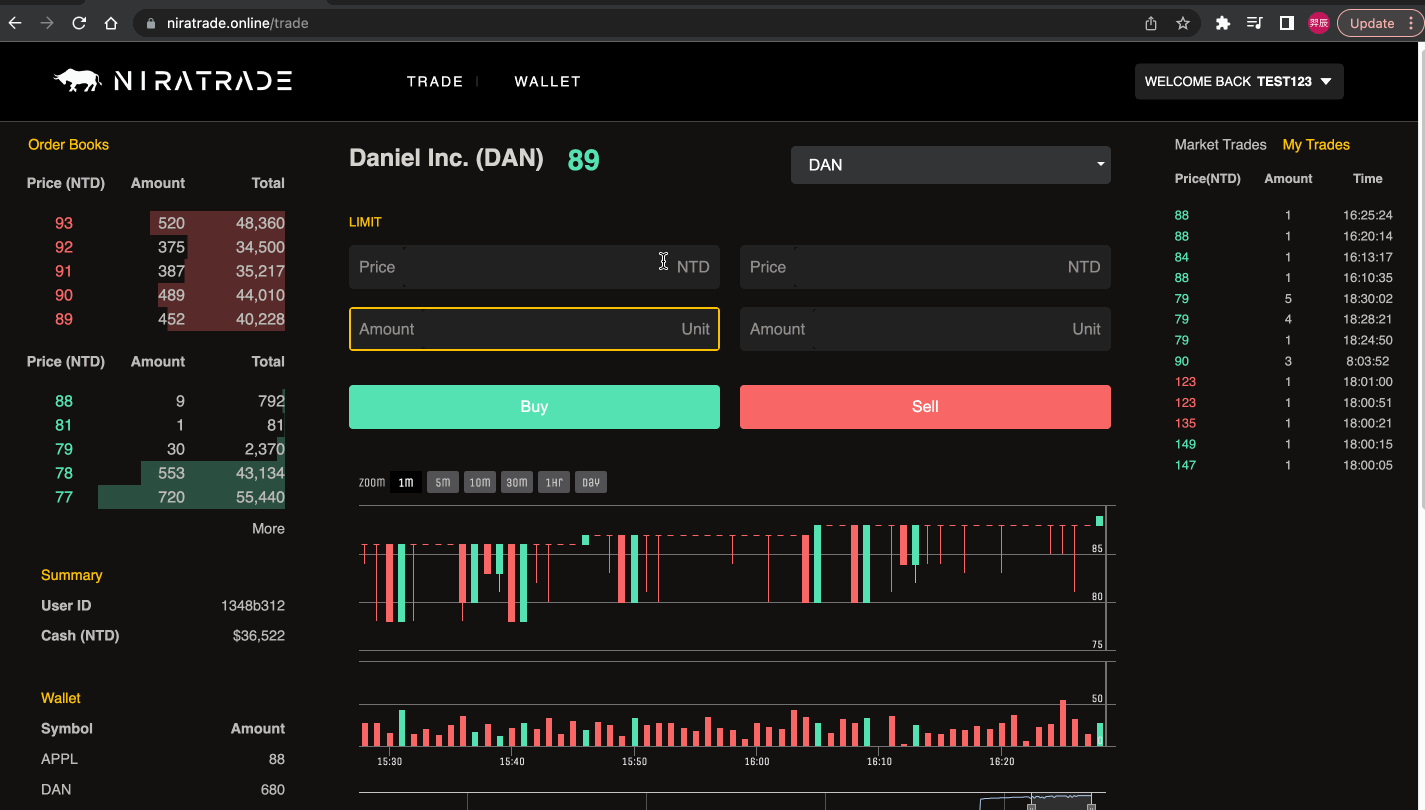 niratrade.online/trade
羿辰
Update
NIRATRADE
TRADE
WALLET
WELCOME BACK TEST123
Order Books
Price (NTD) Amount Total
93 520 48,360
92 375 34,500
91 387 35,217
90 489 44,010
89 452 40,228
Price (NTD) Amount Total
88 9 792
81 1 81
79 30 2,370
78 553 43,134
77 720 55,440
More
Summary
User ID 1348b312
Cash (NTD) $36,522
Wallet
Symbol Amount
APPL 88
DAN 680
Daniel Inc. (DAN) 89
DAN
LIMIT
Price NTD
Price NTD
Amount Unit
Amount Unit
Buy
Sell
Zoom 1m 5m 10m 30m 1Hr Day
85
80
75
50
0
15:30 15:40 15:50 16:00 16:10 16:20
Market Trades My Trades
Price(NTD) Amount Time
88 1 16:25:24
88 1 16:20:14
84 1 16:13:17
88 1 16:10:35
79 5 18:30:02
79 4 18:28:21
79 1 18:24:50
90 3 8:03:52
123 1 18:01:00
123 1 18:00:51
135 1 18:00:21
149 1 18:00:15
147 1 18:00:05